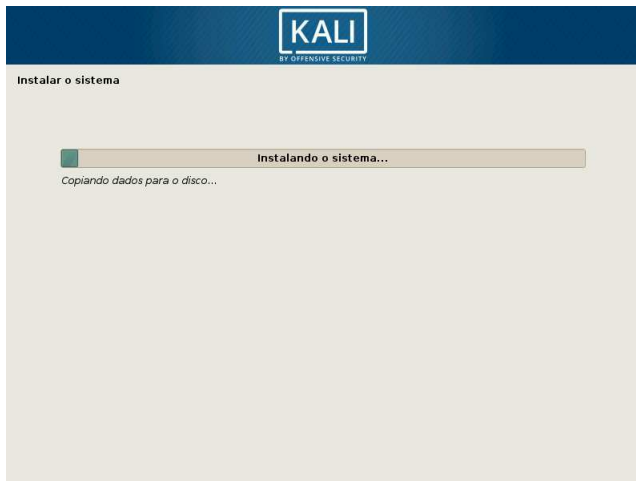 KALI
BY OFFENSIVE SECURITY
Instalar o sistema
Instalando o sistema...
Copiando dados para o disco...